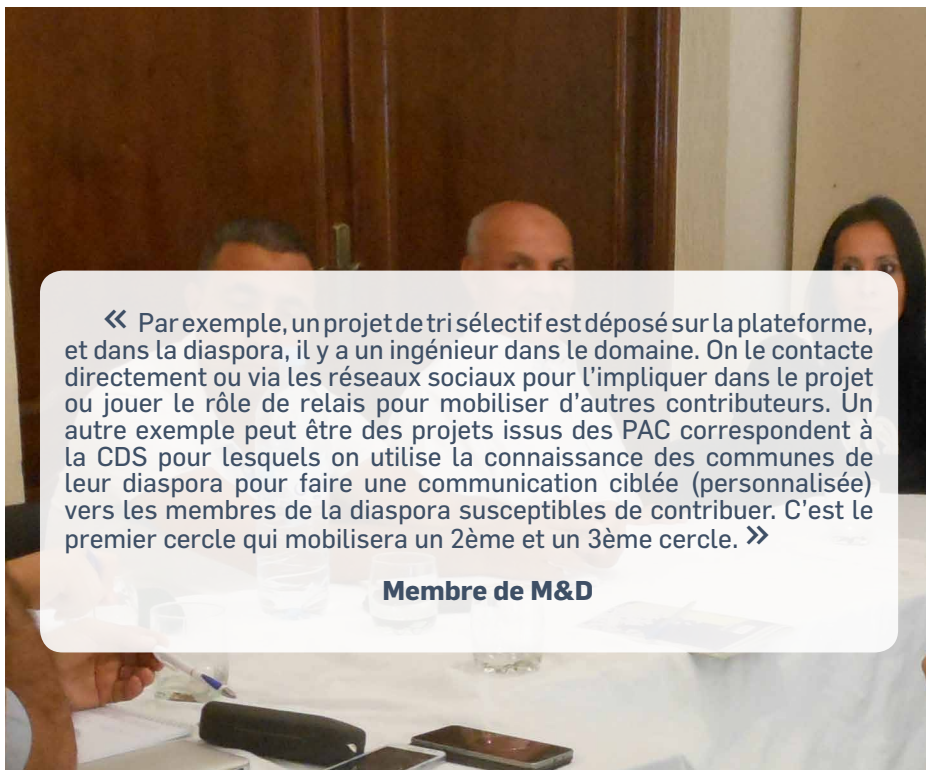 « Par exemple, un projet de tri sélectif est déposé sur la plateforme,
et dans la diaspora, il y a un ingénieur dans le domaine. On le contacte
directement ou via les réseaux sociaux pour l’impliquer dans le projet
ou jouer le rôle de relais pour mobiliser d’autres contributeurs. Un
autre exemple peut être des projets issus des PAC correspondent à
la CDS pour lesquels on utilise la connaissance des communes de
leur diaspora pour faire une communication ciblée (personnalisée)
vers les membres de la diaspora susceptibles de contribuer. C’est le
premier cercle qui mobilisera un 2ème et un 3ème cercle. »
Membre de M&D